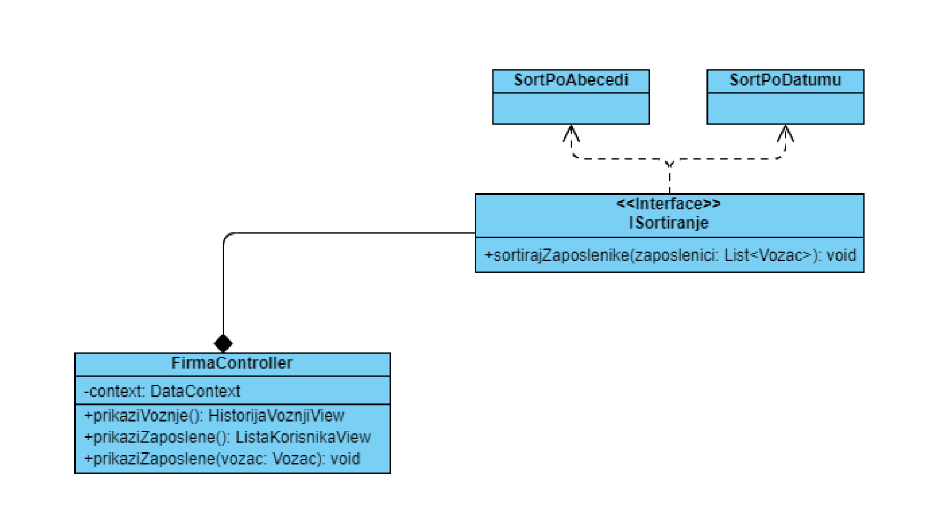 SortPoAbecedi
SortPoDatumu
<<Interface>>
ISortiranje
+sortirajZaposlenike(zaposlenici: List<Vozac>): void
FirmaController
-context: DataContext
+prikaziVoznje(): HistorijaVoznjiView
+prikaziZaposlene(): ListaKorisnikaView
+prikaziZaposlene(vozac: Vozac): void